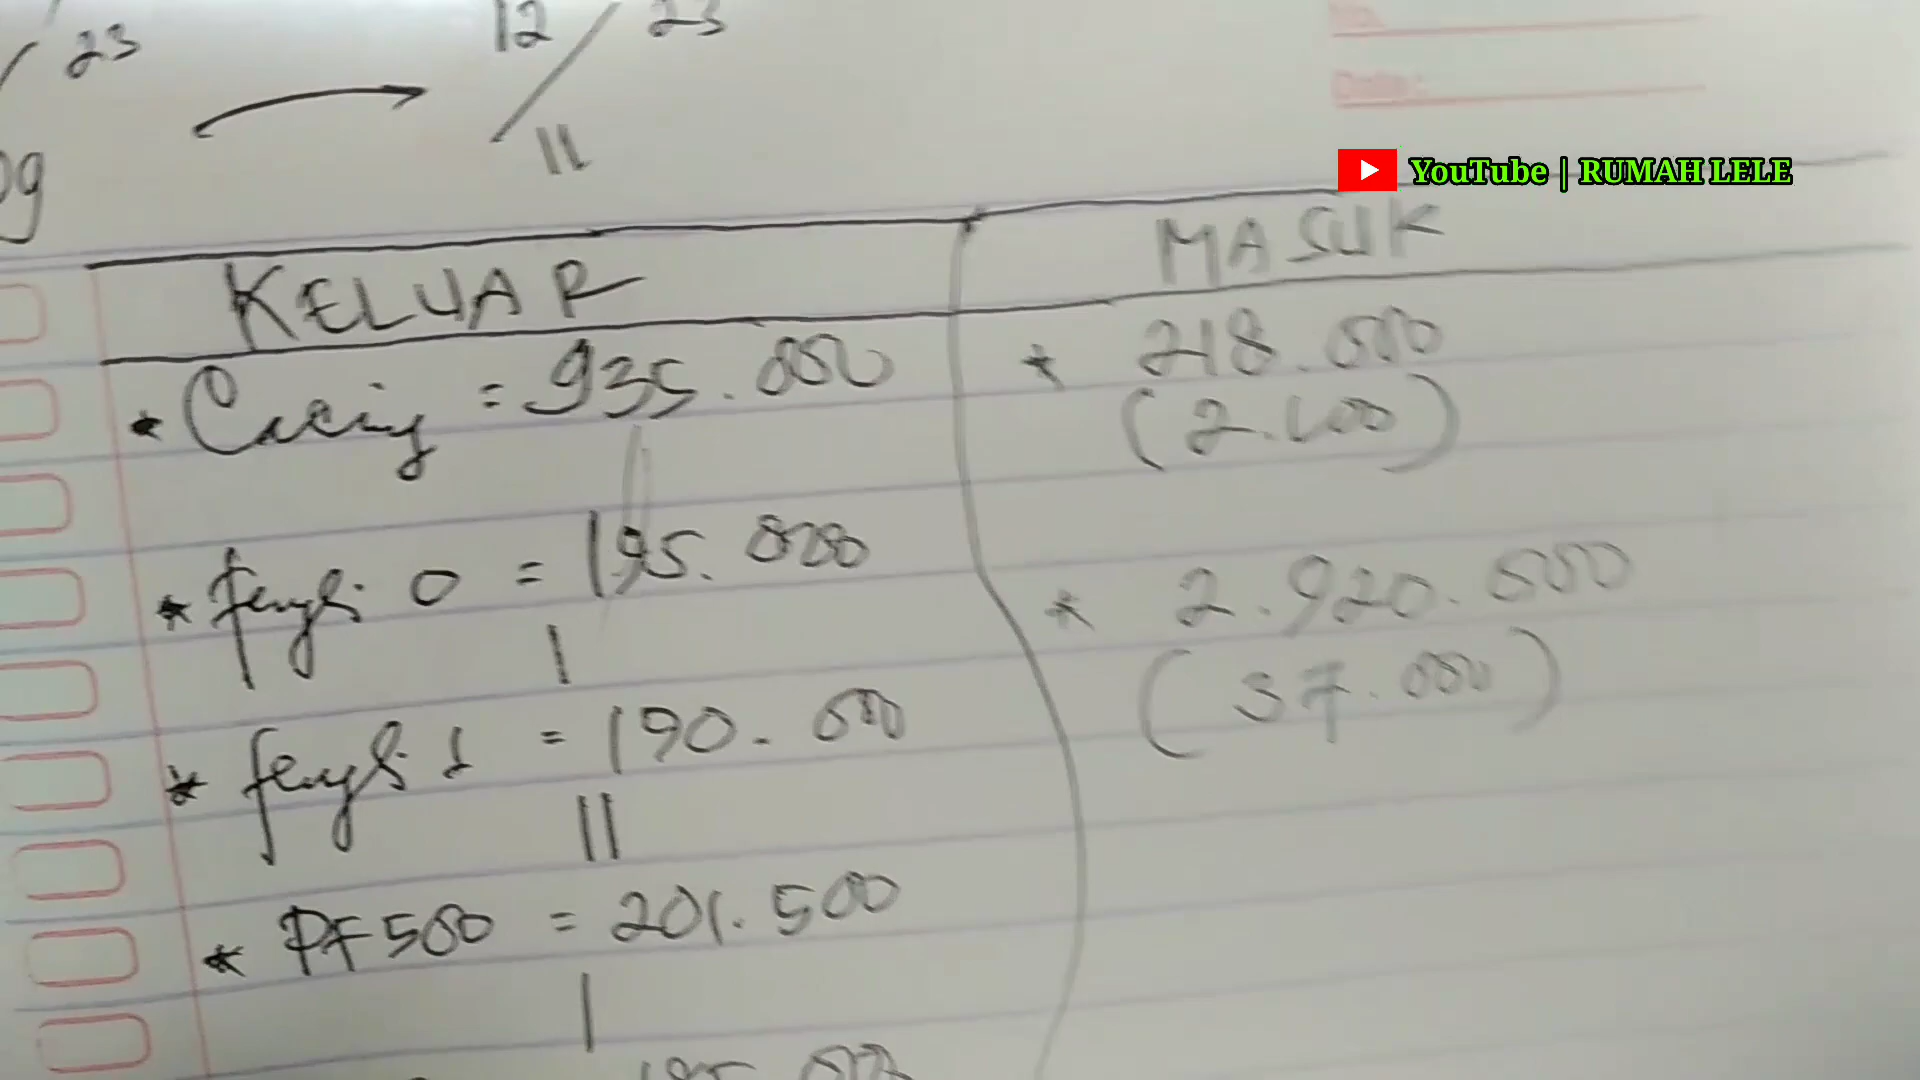 23
12 / 23
11
YouTube | RUMAH LELE
KELUAR
MASUK
* Cacing = 935.000
* 218.000
(2.100)
||
* fengli 0 = 195.000
* 2.920.000
|
(37.000)
* fengli 1 = 190.000
||
* PF500 = 201.500
|